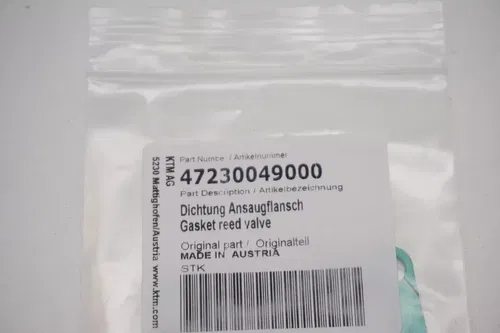 Part Number / Artikelnummer
47230049000
Part Description / Artikelbezeichnung
Dichtung Ansaugflansch
Gasket reed valve
Original part / Originalteil
MADE IN AUSTRIA
STK
KTM AG
5230 Mattighofen/Austria
www.ktm.com